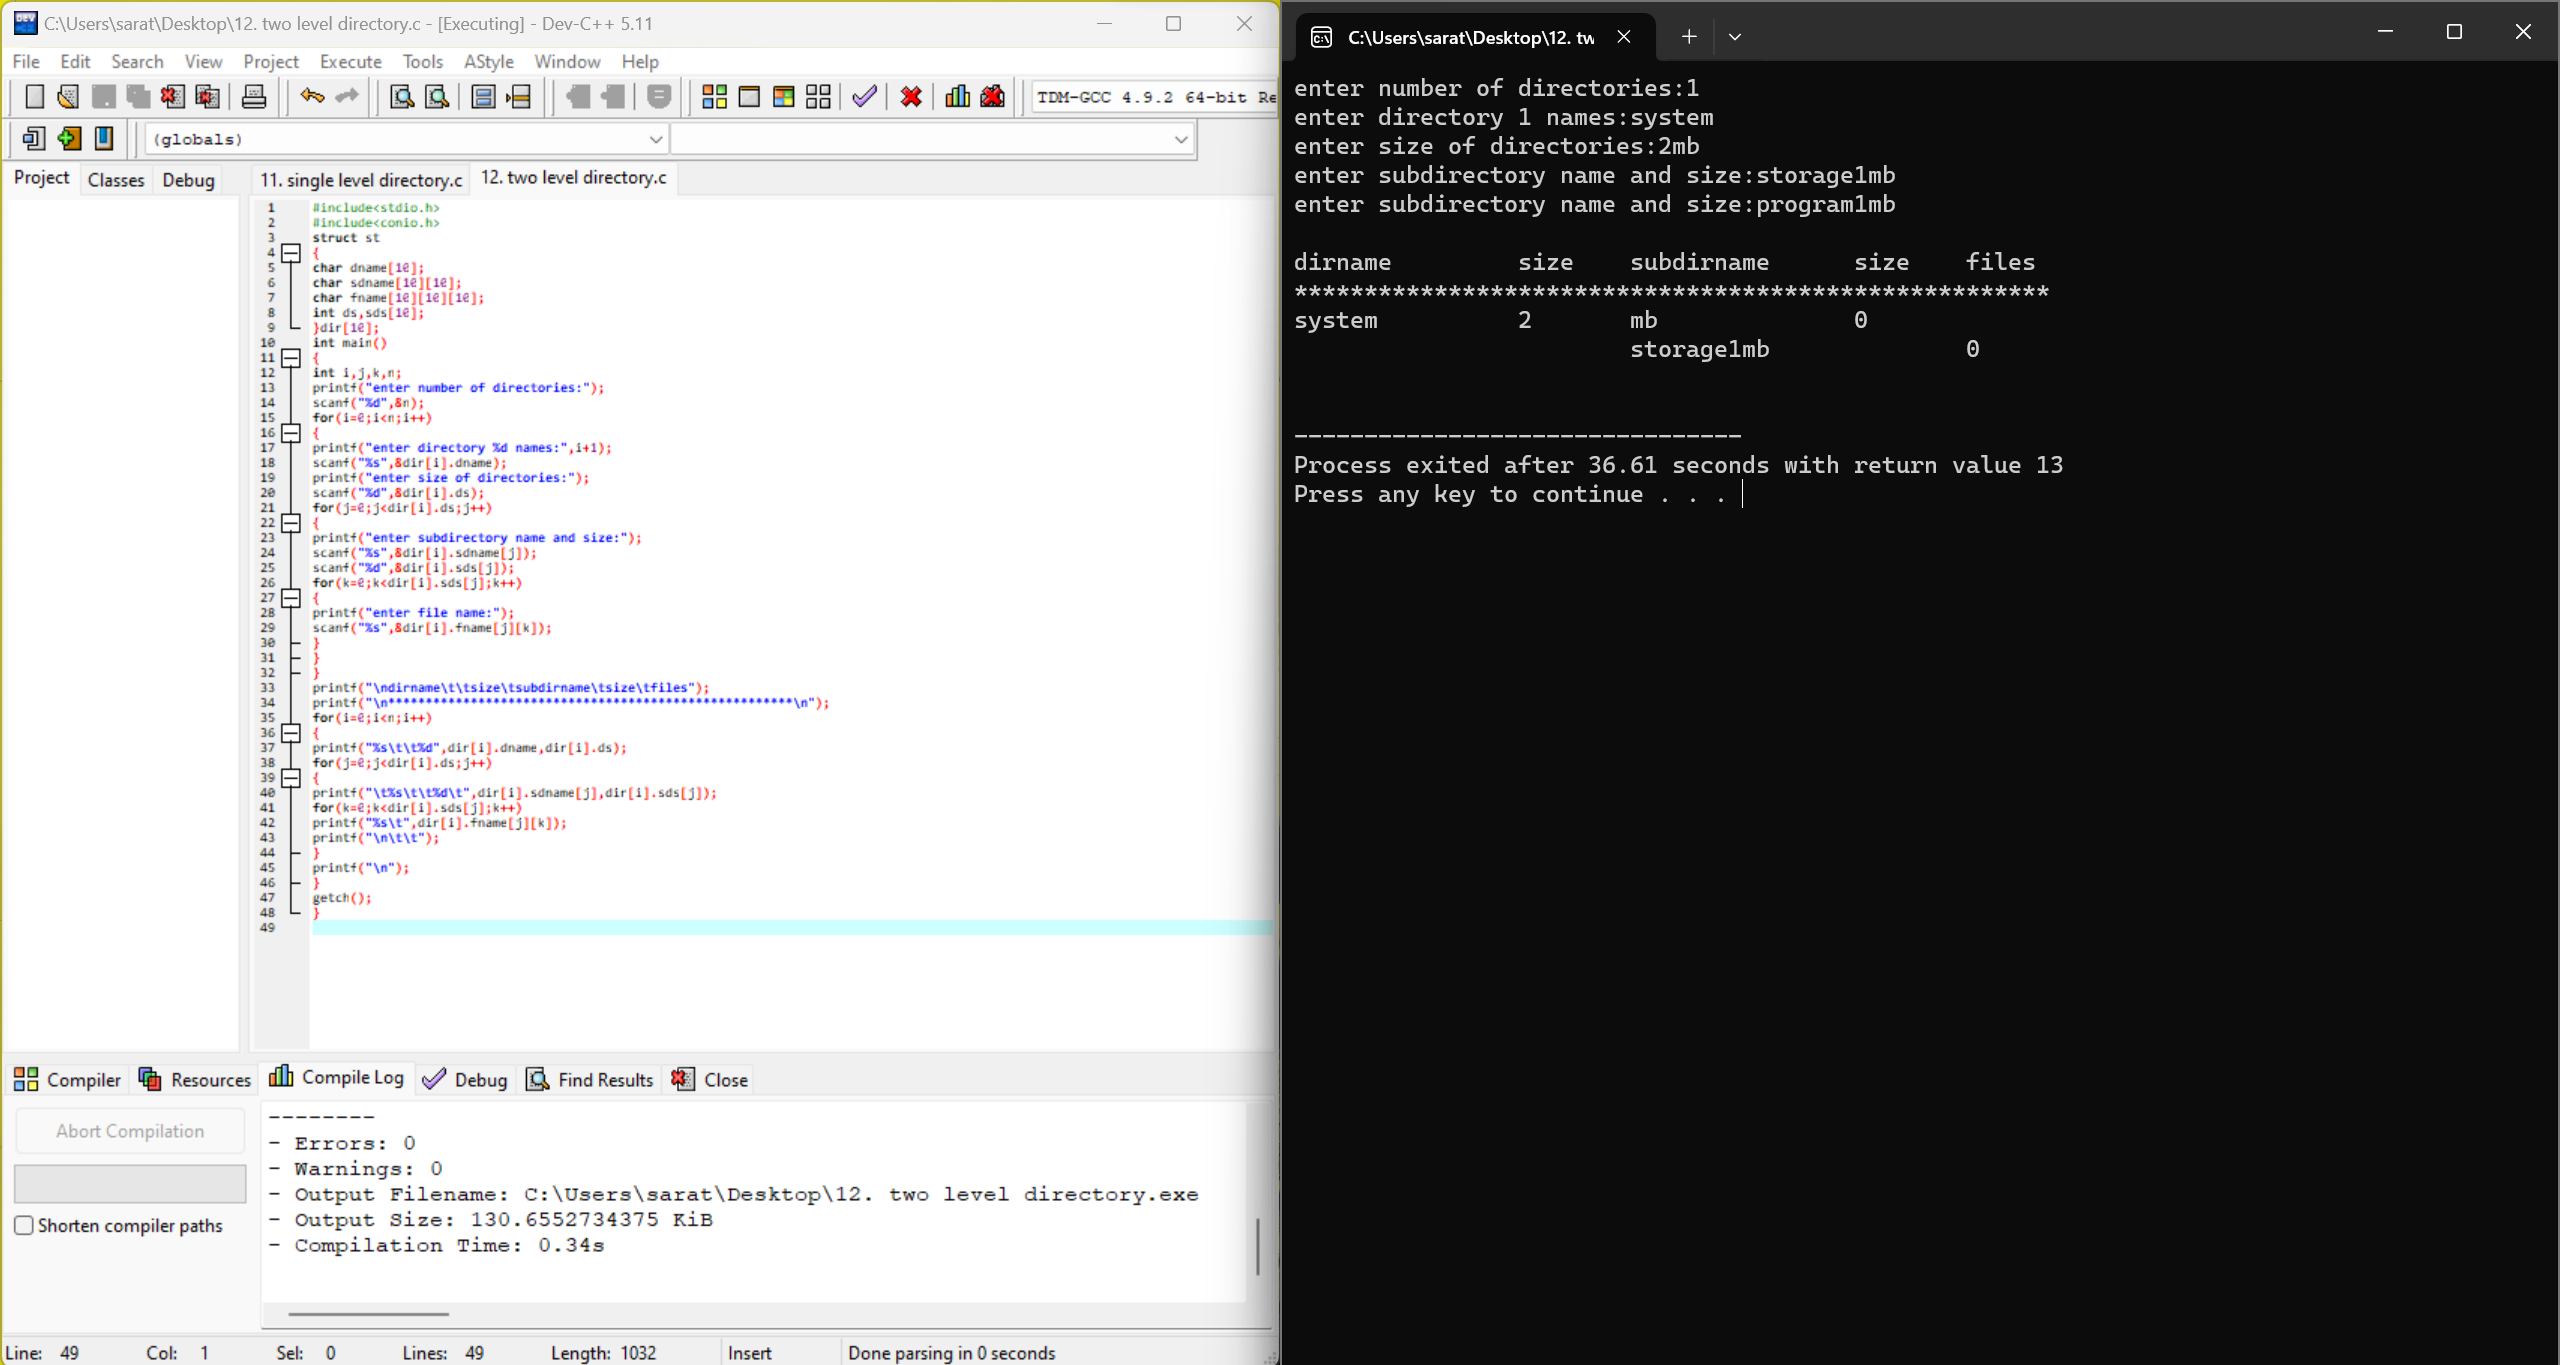 C:\Users\sarat\Desktop\12. two level directory.c - [Executing] - Dev-C++ 5.11
File Edit Search View Project Execute Tools AStyle Window Help
TDM-GCC 4.9.2 64-bit Re
(globals)
Project Classes Debug
11. single level directory.c 12. two level directory.c
1 #include<stdio.h>
2 #include<conio.h>
3 struct st
4 {
5 char dname[10];
6 char sdname[10][10];
7 char fname[10][10][10];
8 int ds,sds[10];
9 }dir[10];
10 int main()
11 {
12 int i,j,k,n;
13 printf("enter number of directories:");
14 scanf("%d",&n);
15 for(i=0;i<n;i++)
16 {
17 printf("enter directory %d names:",i+1);
18 scanf("%s",&dir[i].dname);
19 printf("enter size of directories:");
20 scanf("%d",&dir[i].ds);
21 for(j=0;j<dir[i].ds;j++)
22 {
23 printf("enter subdirectory name and size:");
24 scanf("%s",&dir[i].sdname[j]);
25 scanf("%d",&dir[i].sds[j]);
26 for(k=0;k<dir[i].sds[j];k++)
27 {
28 printf("enter file name:");
29 scanf("%s",&dir[i].fname[j][k]);
30 }
31 }
32 }
33 printf("\ndirname\t\tsize\tsubdirname\tsize\tfiles");
34 printf("\n******************************************************\n");
35 for(i=0;i<n;i++)
36 {
37 printf("%s\t\t%d",dir[i].dname,dir[i].ds);
38 for(j=0;j<dir[i].ds;j++)
39 {
40 printf("\t%s\t\t%d\t",dir[i].sdname[j],dir[i].sds[j]);
41 for(k=0;k<dir[i].sds[j];k++)
42 printf("%s\t",dir[i].fname[j][k]);
43 printf("\n\t\t");
44 }
45 printf("\n");
46 }
47 getch();
48 }
49
Compiler Resources Compile Log Debug Find Results Close
Abort Compilation
Shorten compiler paths
--------
- Errors: 0
- Warnings: 0
- Output Filename: C:\Users\sarat\Desktop\12. two level directory.exe
- Output Size: 130.6552734375 KiB
- Compilation Time: 0.34s
Line: 49 Col: 1 Sel: 0 Lines: 49 Length: 1032 Insert Done parsing in 0 seconds
C:\Users\sarat\Desktop\12. tw
enter number of directories:1
enter directory 1 names:system
enter size of directories:2mb
enter subdirectory name and size:storage1mb
enter subdirectory name and size:program1mb
dirname size subdirname size files
******************************************************
system 2 mb 0
storage1mb 0
--------------------------------
Process exited after 36.61 seconds with return value 13
Press any key to continue . . .